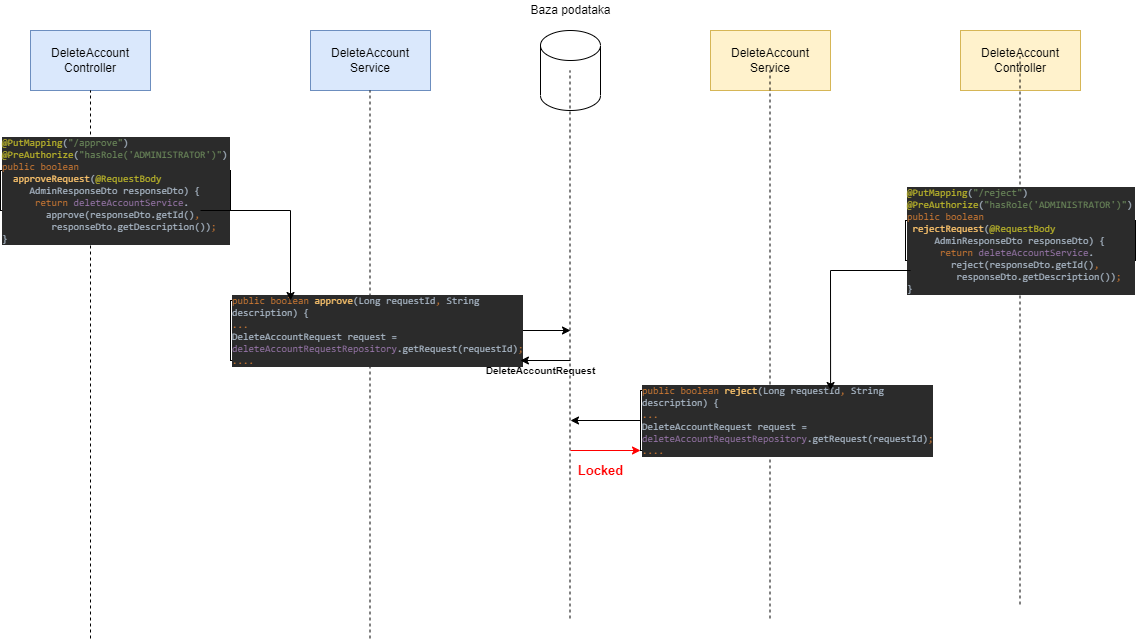 Baza podataka
DeleteAccount
Controller
DeleteAccount
Service
DeleteAccount
Service
DeleteAccount
Controller
@PutMapping("/approve")
@PreAuthorize("hasRole('ADMINISTRATOR')")
public boolean
approveRequest(@RequestBody
AdminResponseDto responseDto) {
return deleteAccountService.
approve(responseDto.getId(),
responseDto.getDescription());
}
@PutMapping("/reject")
@PreAuthorize("hasRole('ADMINISTRATOR')")
public boolean
rejectRequest(@RequestBody
AdminResponseDto responseDto) {
return deleteAccountService.
reject(responseDto.getId(),
responseDto.getDescription());
}
public boolean approve(Long requestId, String
description) {
...
DeleteAccountRequest request =
deleteAccountRequestRepository.getRequest(requestId);
....
DeleteAccountRequest
public boolean reject(Long requestId, String
description) {
...
DeleteAccountRequest request =
deleteAccountRequestRepository.getRequest(requestId);
....
Locked